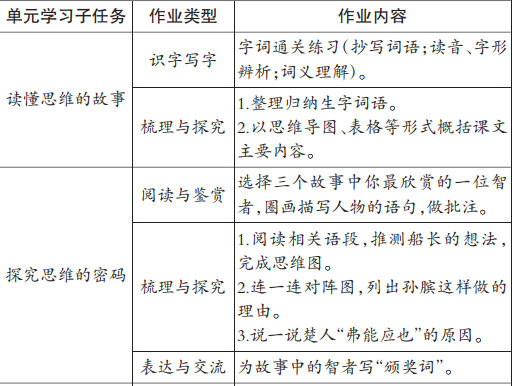 单元学习子任务 作业类型 作业内容
读懂思维的故事
识字写字
字词通关练习(抄写词语;读音、字形
辨析;词义理解)。
梳理与探究
1.整理归纳生字词语。
2.以思维导图、表格等形式概括课文
主要内容。
探究思维的密码
阅读与鉴赏
选择三个故事中你最欣赏的一位智
者,圈画描写人物的语句,做批注。
梳理与探究
1.阅读相关语段,推测船长的想法,
完成思维图。
2.连一连对阵图,列出孙膑这样做的
理由。
3.说一说楚人“弗能应也”的原因。
表达与交流
为故事中的智者写“颁奖词”。